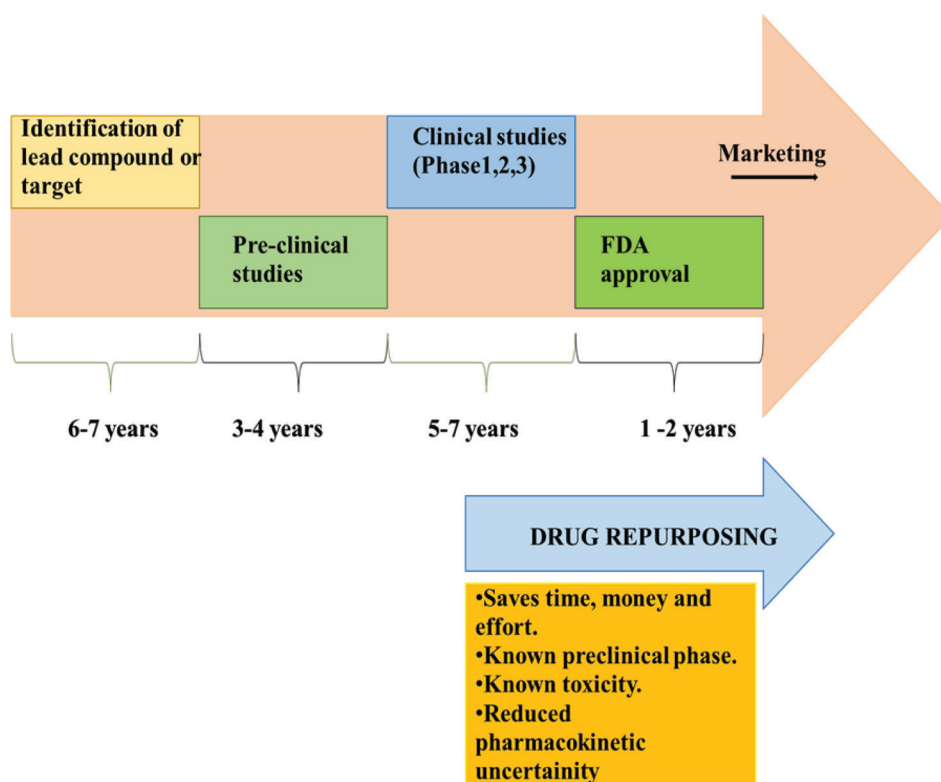 Identification of
lead compound or
target
Pre-clinical
studies
Clinical studies
(Phase1,2,3)
FDA
approval
Marketing
6-7 years
3-4 years
5-7 years
1 -2 years
DRUG REPURPOSING
•Saves time, money and
effort.
•Known preclinical phase.
•Known toxicity.
•Reduced
pharmacokinetic
uncertainity